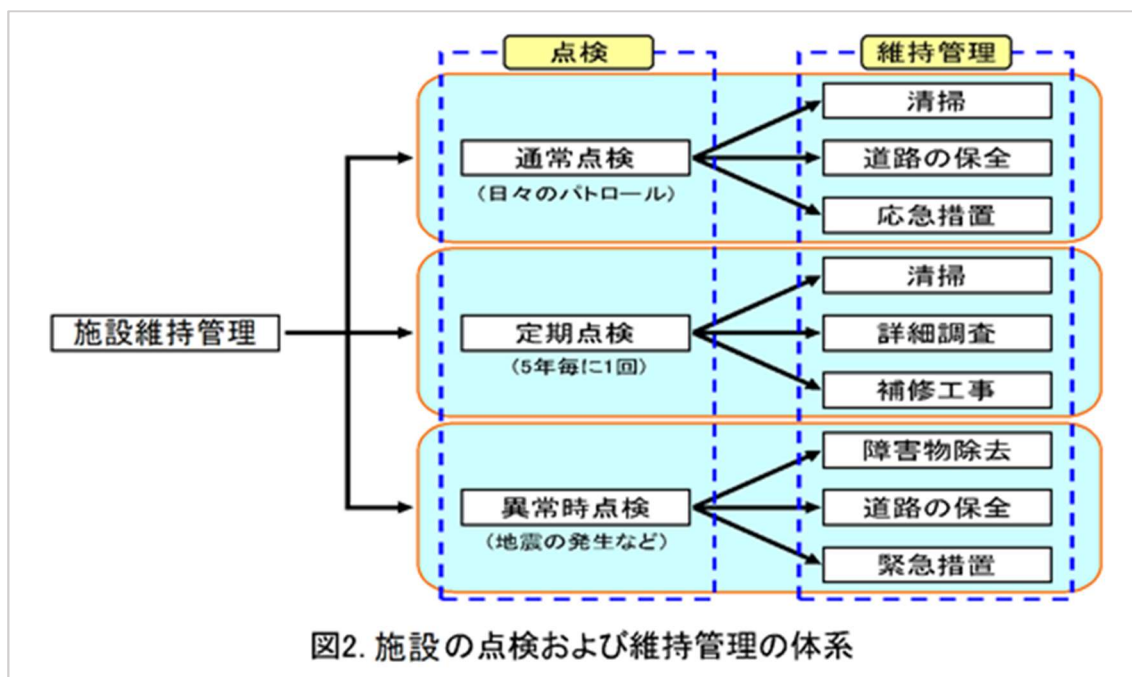 点検
維持管理
施設維持管理
通常点検
(日々のパトロール)
清掃
道路の保全
応急措置
定期点検
(5年毎に1回)
清掃
詳細調査
補修工事
異常時点検
(地震の発生など)
障害物除去
道路の保全
緊急措置
図2. 施設の点検および維持管理の体系